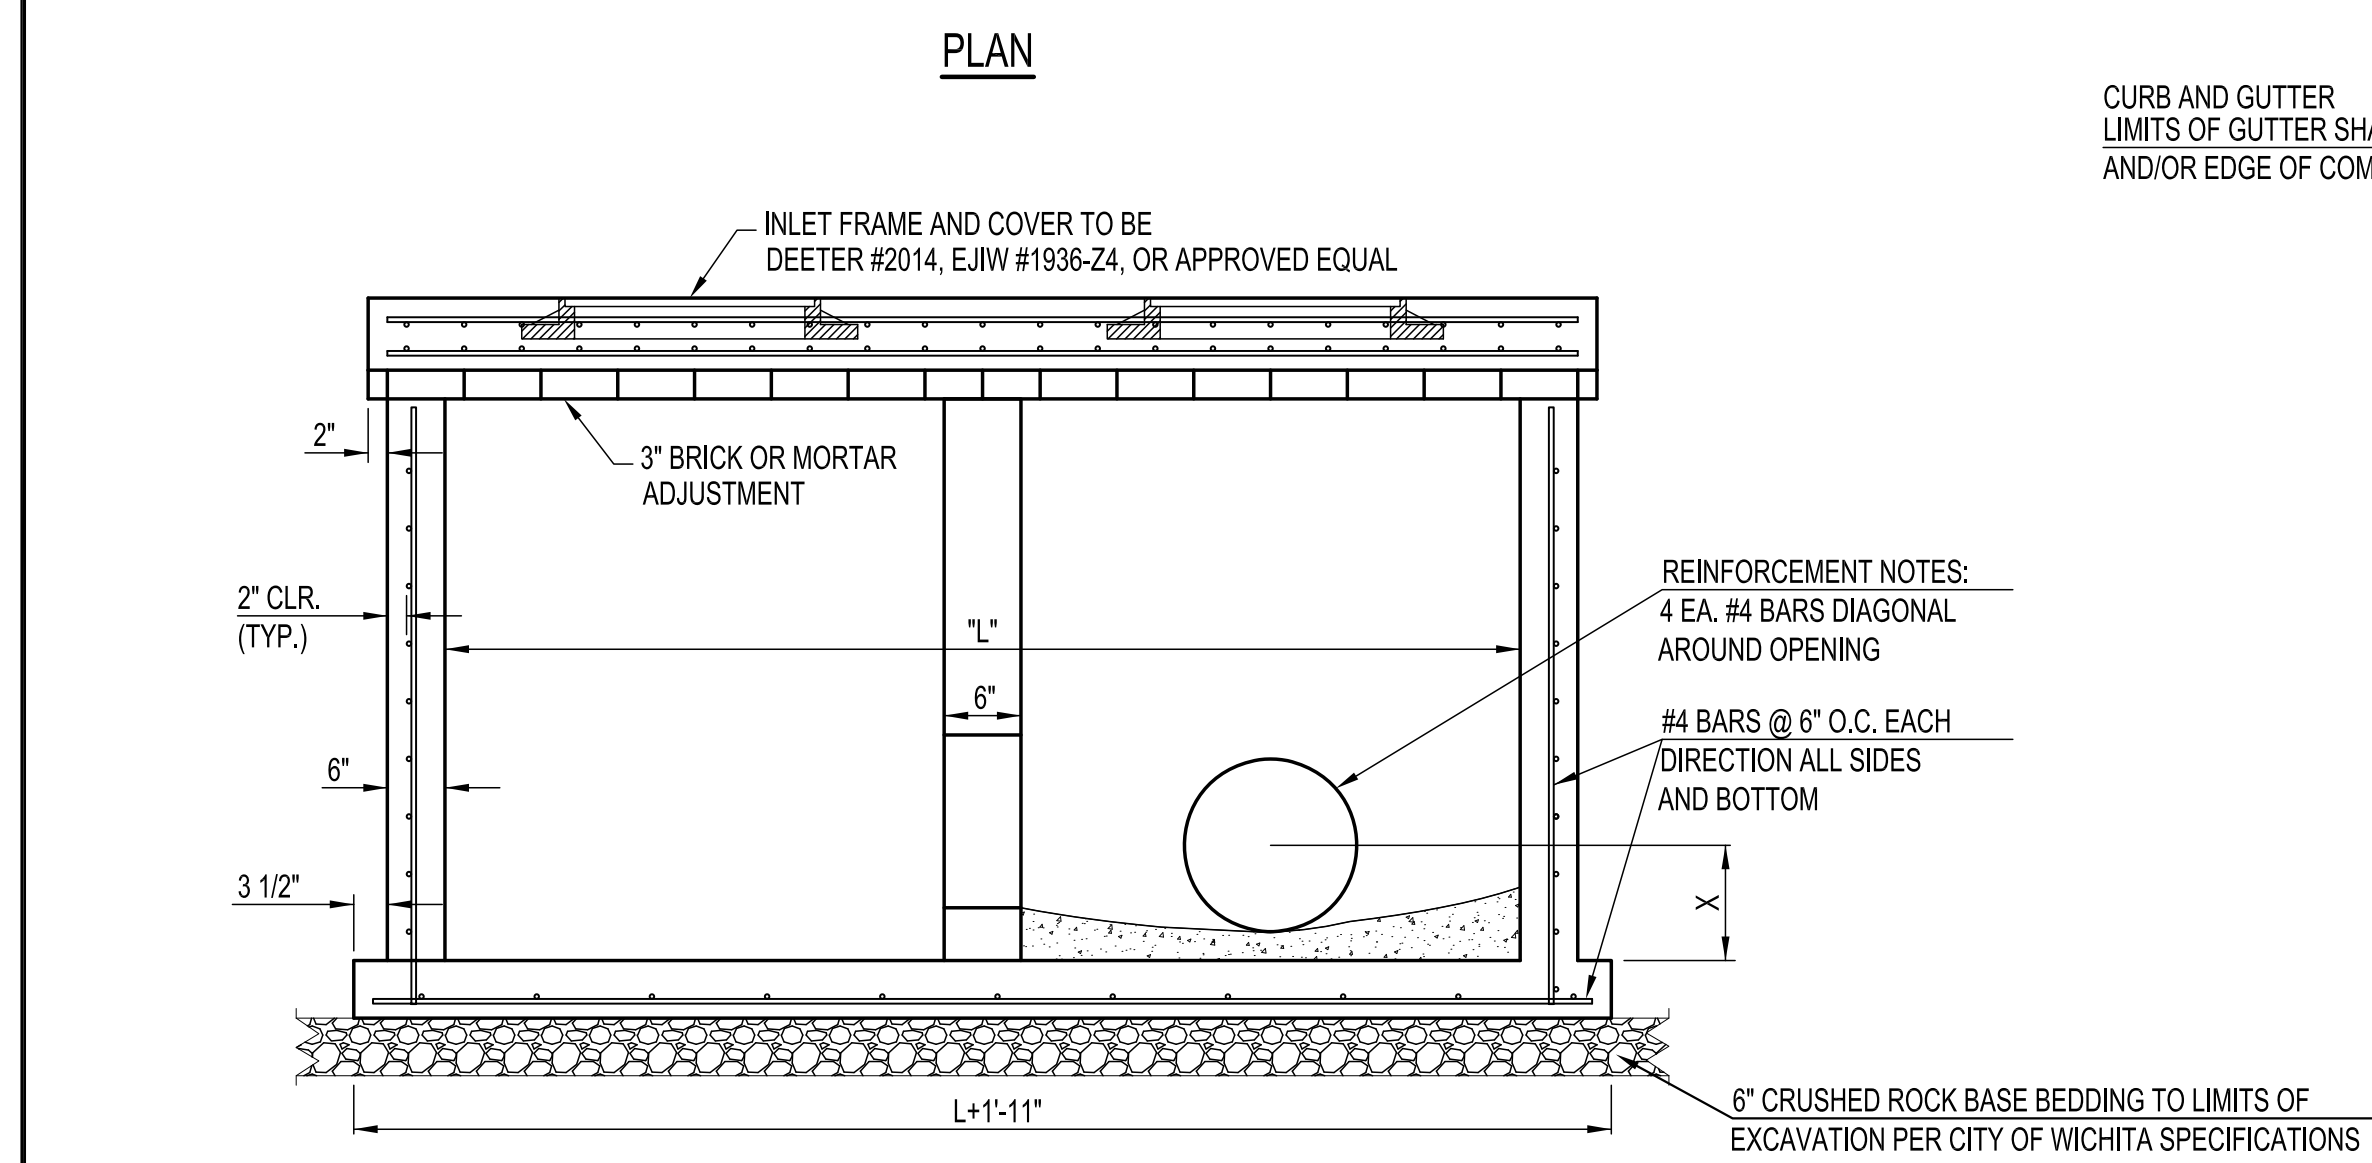 PLAN
CURB AND GUTTER
LIMITS OF GUTTER
AND/OR EDGE OF
INLET FRAME AND COVER TO BE
DEETER #2014, EJIW #1936-Z4, OR APPROVED EQUAL
2"
3" BRICK OR MORTAR
ADJUSTMENT
2" CLR.
(TYP.)
"L"
6"
REINFORCEMENT NOTES:
4 EA. #4 BARS DIAGONAL
AROUND OPENING
#4 BARS @ 6" O.C. EACH
DIRECTION ALL SIDES
AND BOTTOM
6"
3 1/2"
X
L+1'-11"
6" CRUSHED ROCK BASE BEDDING TO LIMITS OF
EXCAVATION PER CITY OF WICHITA SPECIFICATIONS